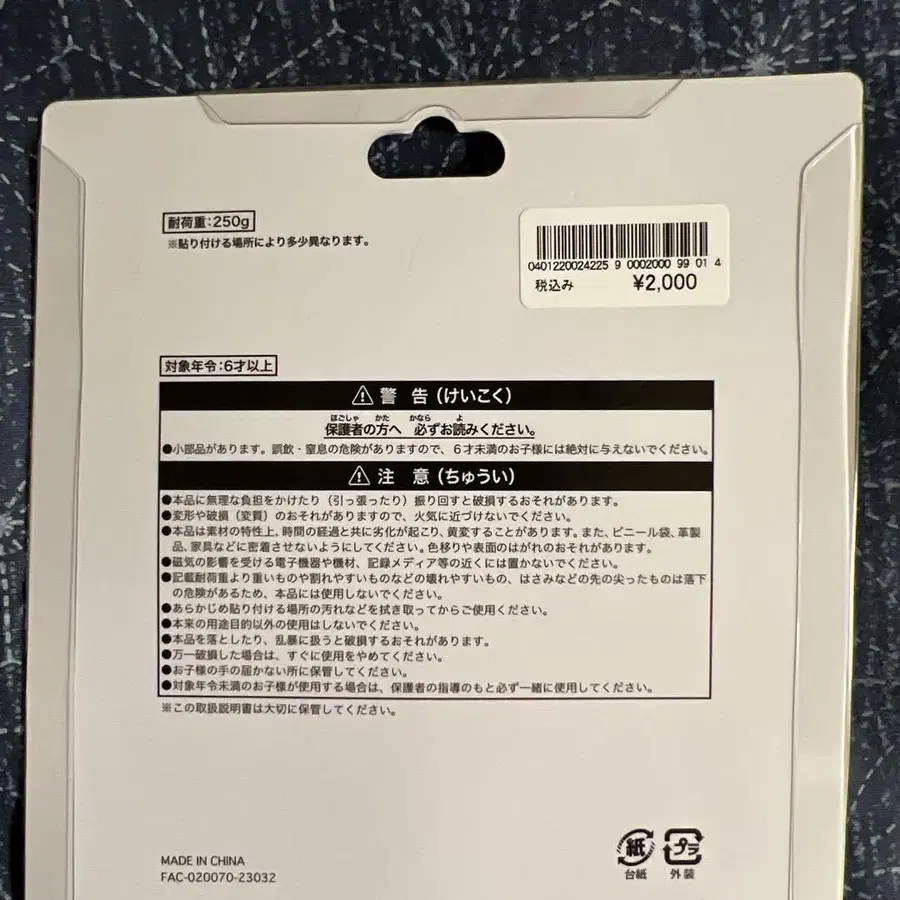 耐荷重:250g
※貼り付ける場所により多少異なります。
0401220024225 9 0002000 99 01 4
税込み ¥2,000
対象年令:6才以上
⚠警 告(けいこく)
ほごしゃ かた かなら よ
保護者の方へ 必ずお読みください。
●小部品があります。誤飲・窒息の危険がありますので、6才未満のお子様には絶対に与えないでください。
⚠注 意(ちゅうい)
●本品に無理な負担をかけたり(引っ張ったり)振り回すと破損するおそれがあります。
●変形や破損(変質)のおそれがありますので、火気に近づけないでください。
●本品は素材の特性上、時間の経過と共に劣化が起こり、黄変することがあります。また、ビニール袋、革製
品、家具などに密着させないようにしてください。色移りや表面のはがれのおそれがあります。
●磁気の影響を受ける電子機器や機材、記録メディア等の近くには置かないでください。
●記載耐荷重より重いものや割れやすいものなどの壊れやすいもの、はさみなどの先の尖ったものは落下
の危険があるため、本品には使用しないでください。
●あらかじめ貼り付ける場所の汚れなどを拭き取ってからご使用ください。
●本来の用途目的以外の使用はしないでください。
●本品を落としたり、乱暴に扱うと破損するおそれがあります。
●万一破損した場合は、すぐに使用をやめてください。
●お子様の手の届かない所に保管してください。
●対象年令未満のお子様が使用する場合は、保護者の指導のもと必ず一緒に使用してください。
※この取扱説明書は大切に保管してください。
紙 プラ
台紙 外装
MADE IN CHINA
FAC-020070-23032